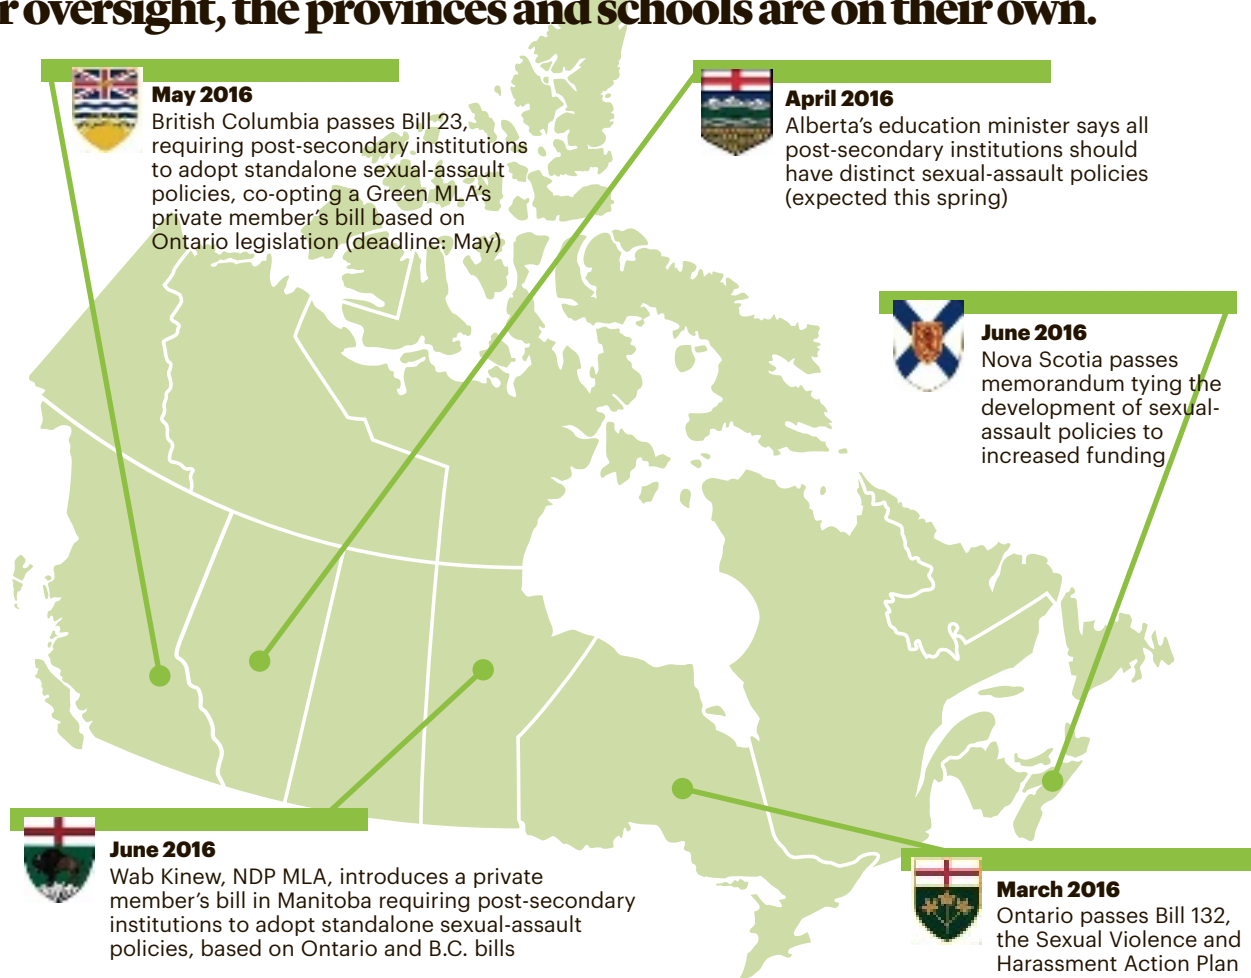 r oversight, the provinces and schools are on their own.
May 2016
British Columbia passes Bill 23,
requiring post-secondary institutions
to adopt standalone sexual-assault
policies, co-opting a Green MLA’s
private member’s bill based on
Ontario legislation (deadline: May)
April 2016
Alberta’s education minister says all
post-secondary institutions should
have distinct sexual-assault policies
(expected this spring)
June 2016
Nova Scotia passes
memorandum tying the
development of sexual-
assault policies to
increased funding
June 2016
Wab Kinew, NDP MLA, introduces a private
member’s bill in Manitoba requiring post-secondary
institutions to adopt standalone sexual-assault
policies, based on Ontario and B.C. bills
March 2016
Ontario passes Bill 132,
the Sexual Violence and
Harassment Action Plan